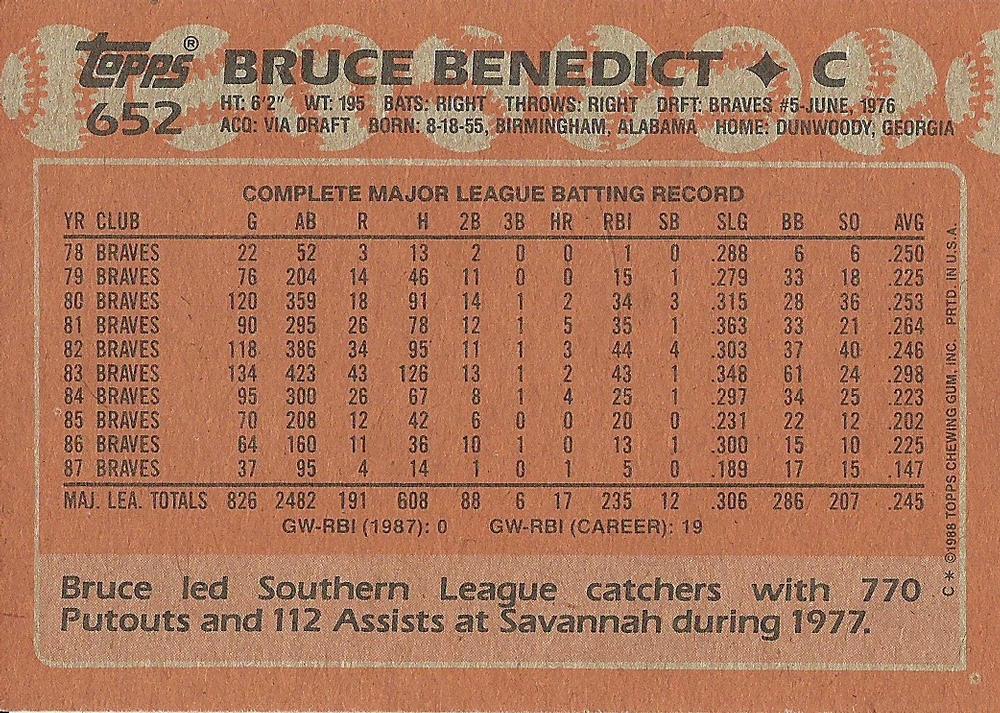 Topps® BRUCE BENEDICT ✦ C
652 HT: 6'2" WT: 195 BATS: RIGHT THROWS: RIGHT DRFT: BRAVES #5-JUNE, 1976
ACQ: VIA DRAFT BORN: 8-18-55, BIRMINGHAM, ALABAMA HOME: DUNWOODY, GEORGIA
COMPLETE MAJOR LEAGUE BATTING RECORD
YR CLUB G AB R H 2B 3B HR RBI SB SLG BB SO AVG
78 BRAVES 22 52 3 13 2 0 0 1 0 .288 6 6 .250
79 BRAVES 76 204 14 46 11 0 0 15 1 .279 33 18 .225
80 BRAVES 120 359 18 91 14 1 2 34 3 .315 28 36 .253
81 BRAVES 90 295 26 78 12 1 5 35 1 .363 33 21 .264
82 BRAVES 118 386 34 95 11 1 3 44 4 .303 37 40 .246
83 BRAVES 134 423 43 126 13 1 2 43 1 .348 61 24 .298
84 BRAVES 95 300 26 67 8 1 4 25 1 .297 34 25 .223
85 BRAVES 70 208 12 42 6 0 0 20 0 .231 22 12 .202
86 BRAVES 64 160 11 36 10 1 0 13 1 .300 15 10 .225
87 BRAVES 37 95 4 14 1 0 1 5 0 .189 17 15 .147
MAJ. LEA. TOTALS 826 2482 191 608 88 6 17 235 12 .306 286 207 .245
GW-RBI (1987): 0 GW-RBI (CAREER): 19
Bruce led Southern League catchers with 770
Putouts and 112 Assists at Savannah during 1977.
C * ©1988 TOPPS CHEWING GUM, INC. PRTD. IN U.S.A.